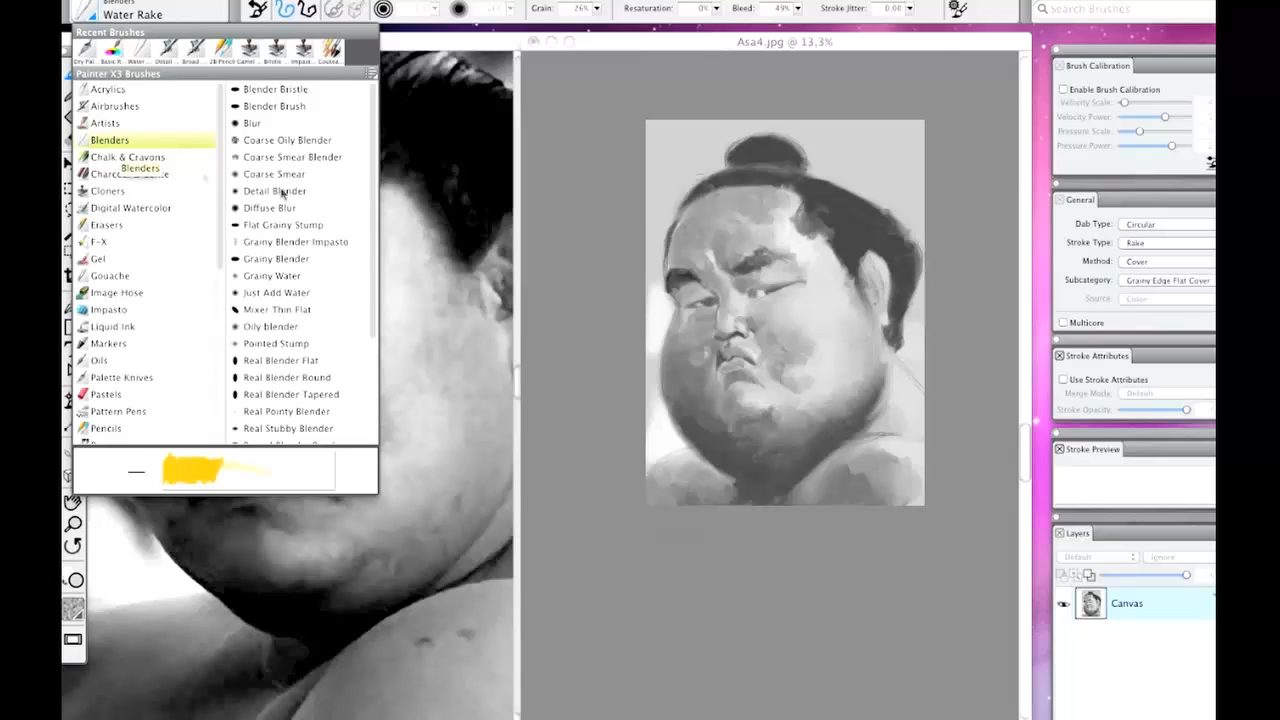 Blenders
Water Rake
Grain: 26%
Resaturation: 0%
Bleed: 49%
Stroke Jitter: 0.00
Search Brushes
Recent Brushes
Painter X3 Brushes
Acrylics
Airbrushes
Artists
Blenders
Chalk & Crayons
Blenders
Cloners
Digital Watercolor
Erasers
F-X
Gel
Gouache
Image Hose
Impasto
Liquid Ink
Markers
Oils
Palette Knives
Pastels
Pattern Pens
Pencils
Blender Bristle
Blender Brush
Blur
Coarse Oily Blender
Coarse Smear Blender
Coarse Smear
Detail Blender
Diffuse Blur
Flat Grainy Stump
Grainy Blender Impasto
Grainy Blender
Grainy Water
Just Add Water
Mixer Thin Flat
Oily blender
Pointed Stump
Real Blender Flat
Real Blender Round
Real Blender Tapered
Real Pointy Blender
Real Stubby Blender
Asa4.jpg @ 13,3%
Brush Calibration
Enable Brush Calibration
Velocity Scale:
Velocity Power:
Pressure Scale:
Pressure Power:
General
Dab Type: Circular
Stroke Type: Rake
Method: Cover
Subcategory: Grainy Edge Flat Cover
Source: Color
Multicore
Stroke Attributes
Use Stroke Attributes
Merge Mode: Default
Stroke Opacity:
Stroke Preview
Layers
Default Ignore
Canvas